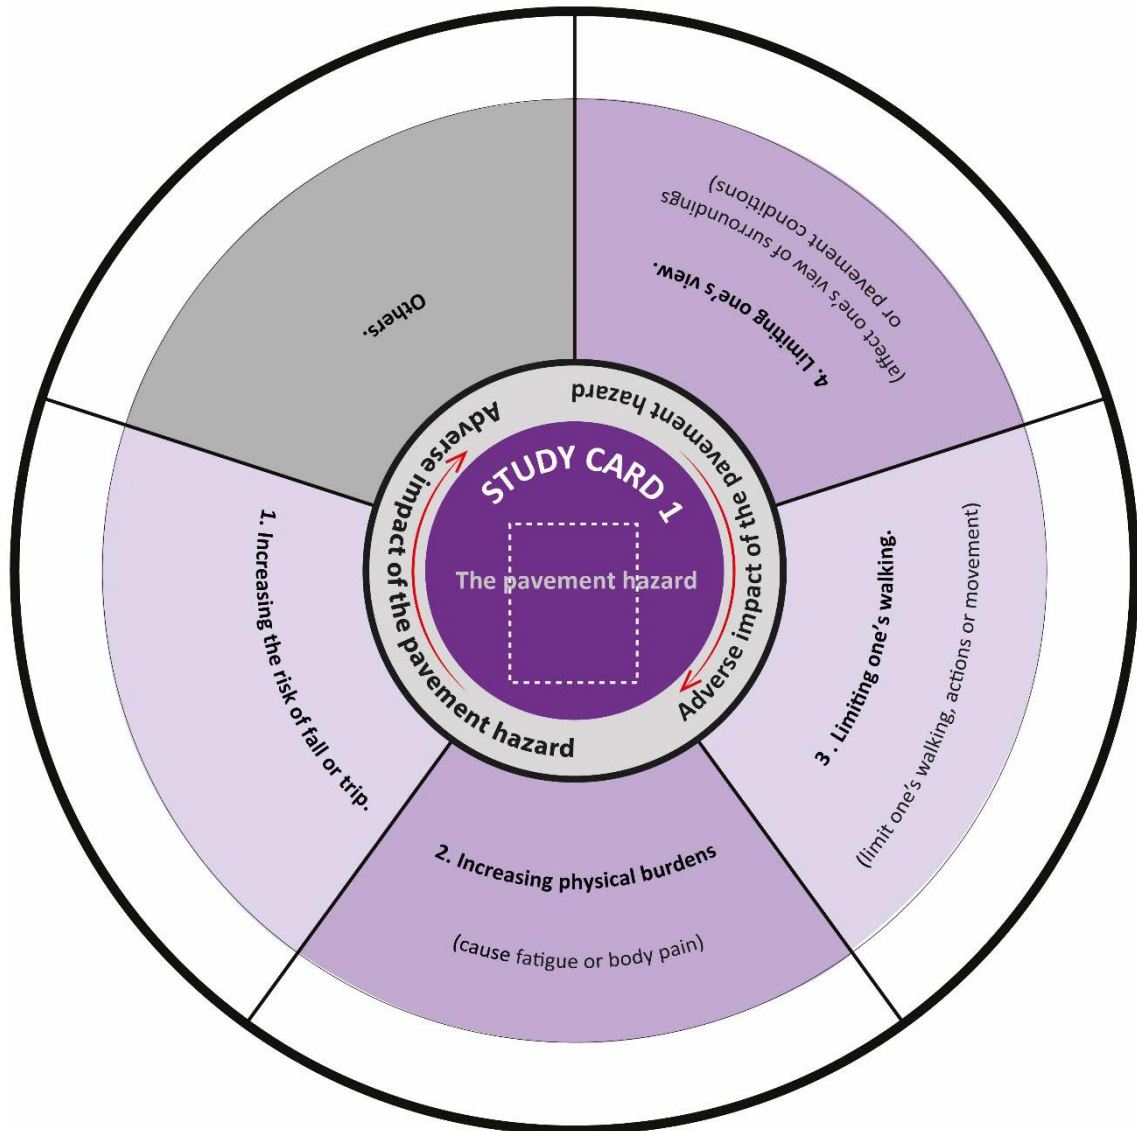 STUDY CARD 1
The pavement hazard
Adverse impact of the pavement hazard
Adverse impact of the pavement hazard
1. Increasing the risk of fall or trip.
2. Increasing physical burdens
(cause fatigue or body pain)
3 . Limiting one’s walking.
(limit one’s walking, actions or movement)
4. Limiting one’s view.
(affect one’s view of surroundings
or pavement conditions)
Others.